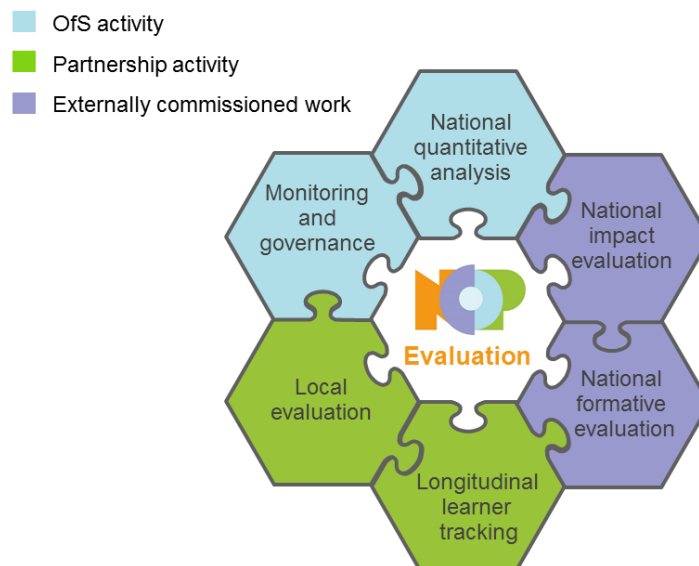 OfS activity
Partnership activity
Externally commissioned work
National
quantitative
analysis
Monitoring
and
governance
National
impact
evaluation
NCOP
Evaluation
Local
evaluation
National
formative
evaluation
Longitudinal
learner
tracking